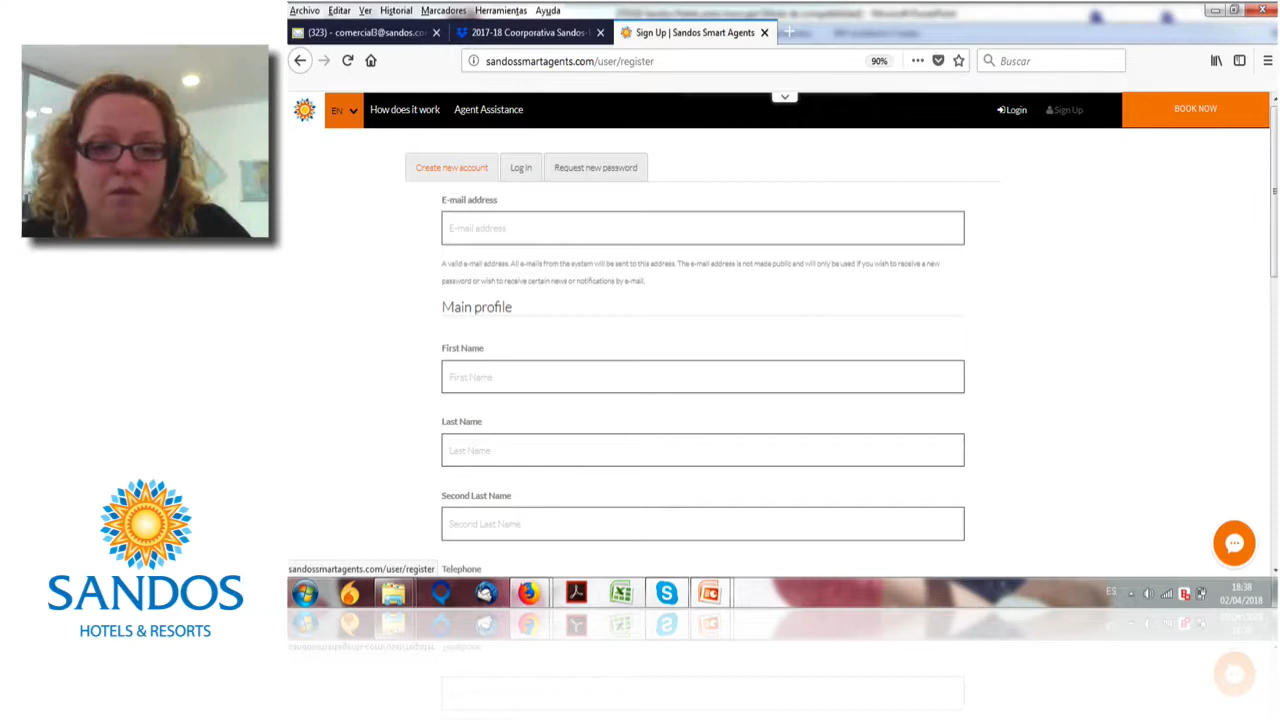 Archivo Editar Ver Historial Marcadores Herramientas Ayuda
(323) - comercial3@sandos.co
2017-18 Coorporativa Sandos-
Sign Up | Sandos Smart Agents
sandossmartagents.com/user/register
90%
Buscar
EN
How does it work
Agent Assistance
Login
Sign Up
BOOK NOW
Create new account
Log in
Request new password
E-mail address
E-mail address
A valid e-mail address. All e-mails from the system will be sent to this address. The e-mail address is not made public and will only be used if you wish to receive a new
password or wish to receive certain news or notifications by e-mail.
Main profile
First Name
First Name
Last Name
Last Name
Second Last Name
Second Last Name
sandossmartagents.com/user/register
Telephone
ES
18:38
02/04/2018
SANDOS
HOTELS & RESORTS